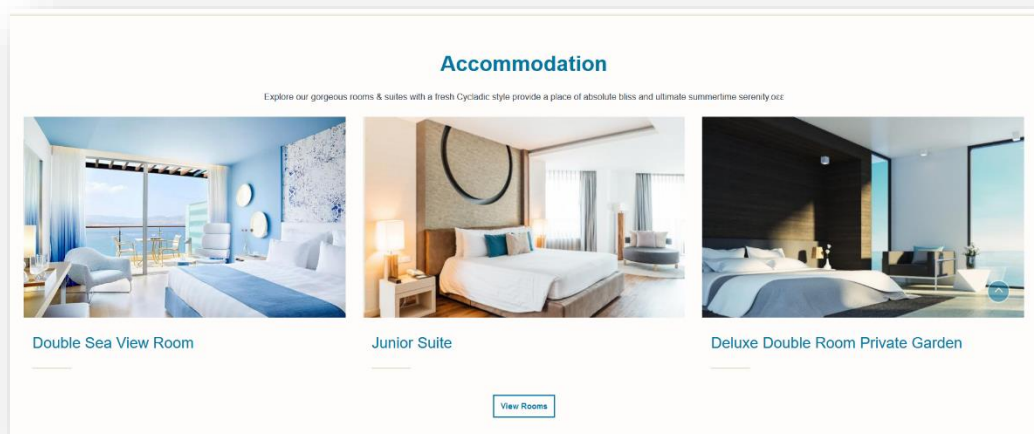 Accommodation
Explore our gorgeous rooms & suites with a fresh Cycladic style provide a place of absolute bliss and ultimate summertime serenity.οεε
Double Sea View Room
Junior Suite
Deluxe Double Room Private Garden
View Rooms